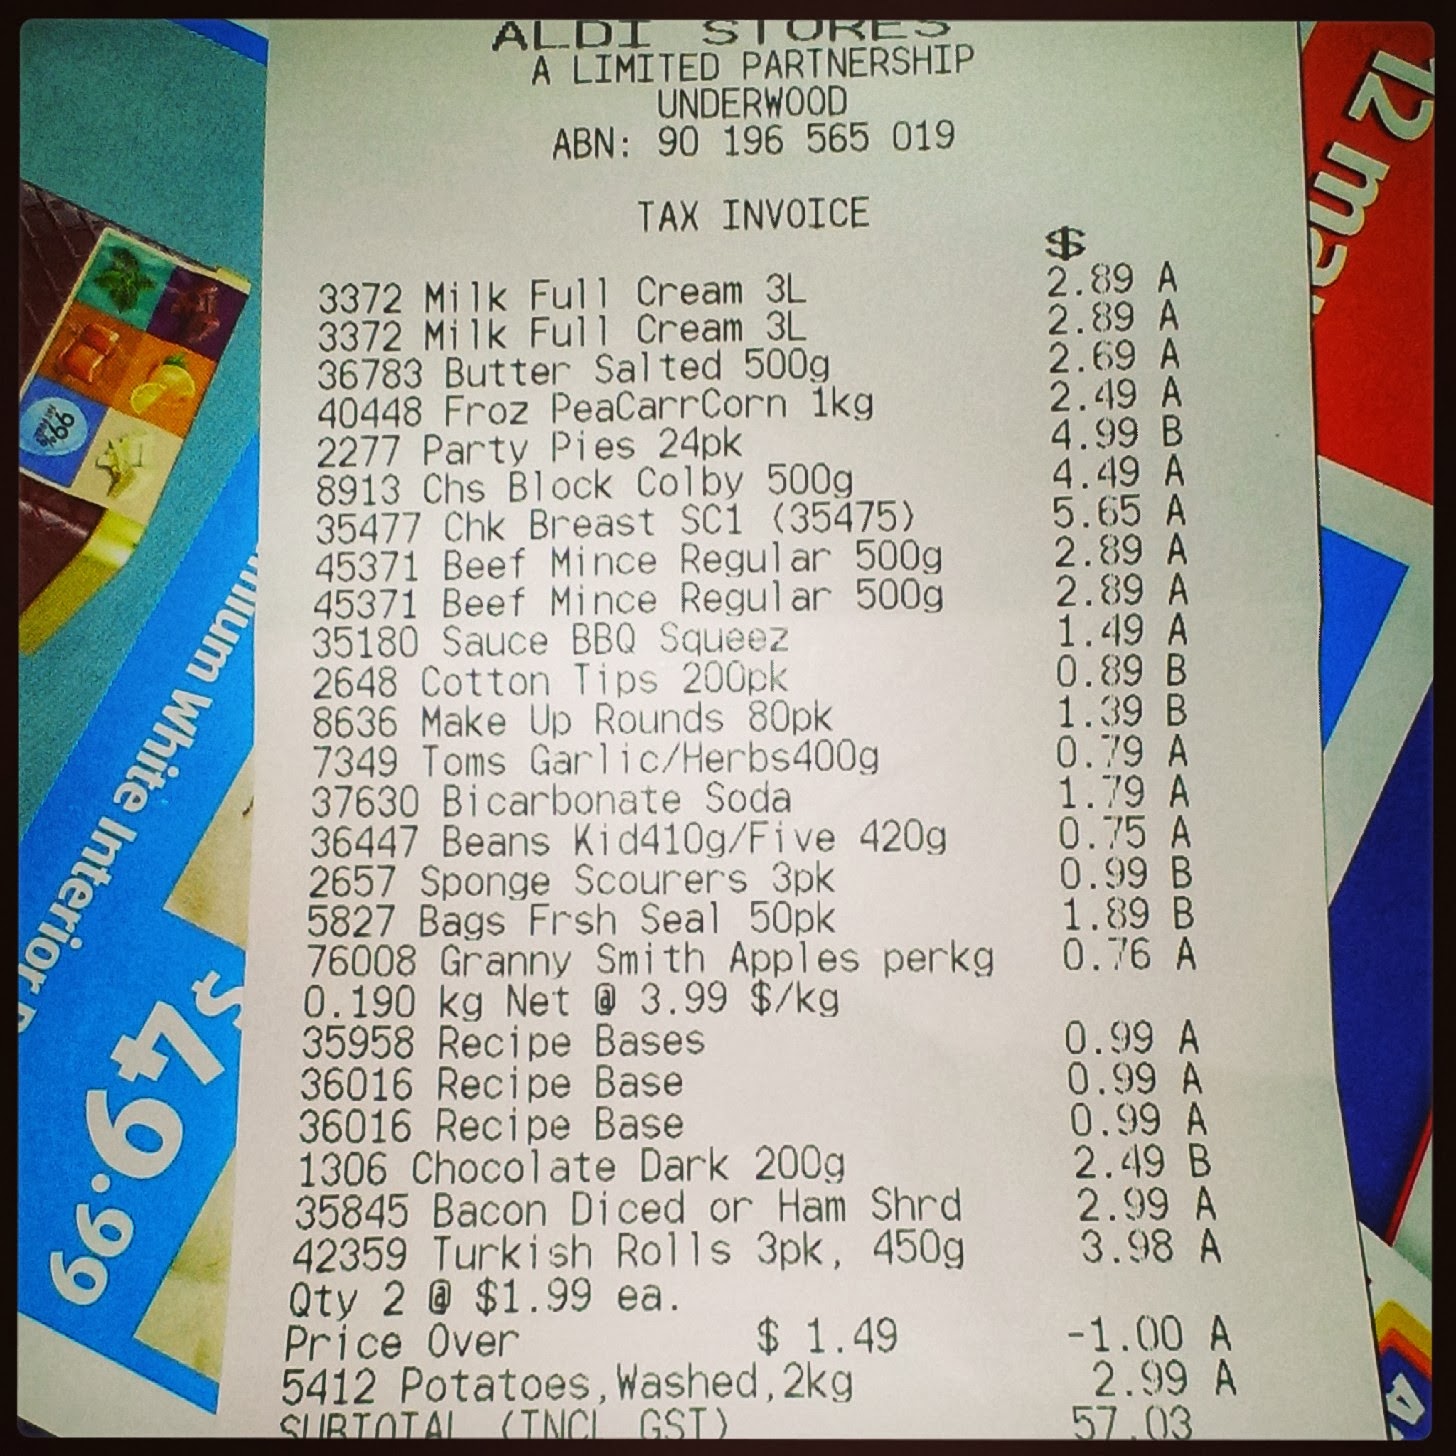 ALDI STORES
A LIMITED PARTNERSHIP
UNDERWOOD
ABN: 90 196 565 019
TAX INVOICE
$
3372 Milk Full Cream 3L 2.89 A
3372 Milk Full Cream 3L 2.89 A
36783 Butter Salted 500g 2.69 A
40448 Froz PeaCarrCorn 1kg 2.49 A
2277 Party Pies 24pk 4.99 B
8913 Chs Block Colby 500g 4.49 A
35477 Chk Breast SC1 (35475) 5.65 A
45371 Beef Mince Regular 500g 2.89 A
45371 Beef Mince Regular 500g 2.89 A
35180 Sauce BBQ Squeez 1.49 A
2648 Cotton Tips 200pk 0.89 B
8636 Make Up Rounds 80pk 1.39 B
7349 Toms Garlic/Herbs400g 0.79 A
37630 Bicarbonate Soda 1.79 A
36447 Beans Kid410g/Five 420g 0.75 A
2657 Sponge Scourers 3pk 0.99 B
5827 Bags Frsh Seal 50pk 1.89 B
76008 Granny Smith Apples perkg 0.76 A
0.190 kg Net @ 3.99 $/kg
35958 Recipe Bases 0.99 A
36016 Recipe Base 0.99 A
36016 Recipe Base 0.99 A
1306 Chocolate Dark 200g 2.49 B
35845 Bacon Diced or Ham Shrd 2.99 A
42359 Turkish Rolls 3pk, 450g 3.98 A
Qty 2 @ $1.99 ea.
Price Over $ 1.49 -1.00 A
5412 Potatoes,Washed,2kg 2.99 A
SUBTOTAL (INCL GST) 57.03
White Interior
$49.99
99%
12